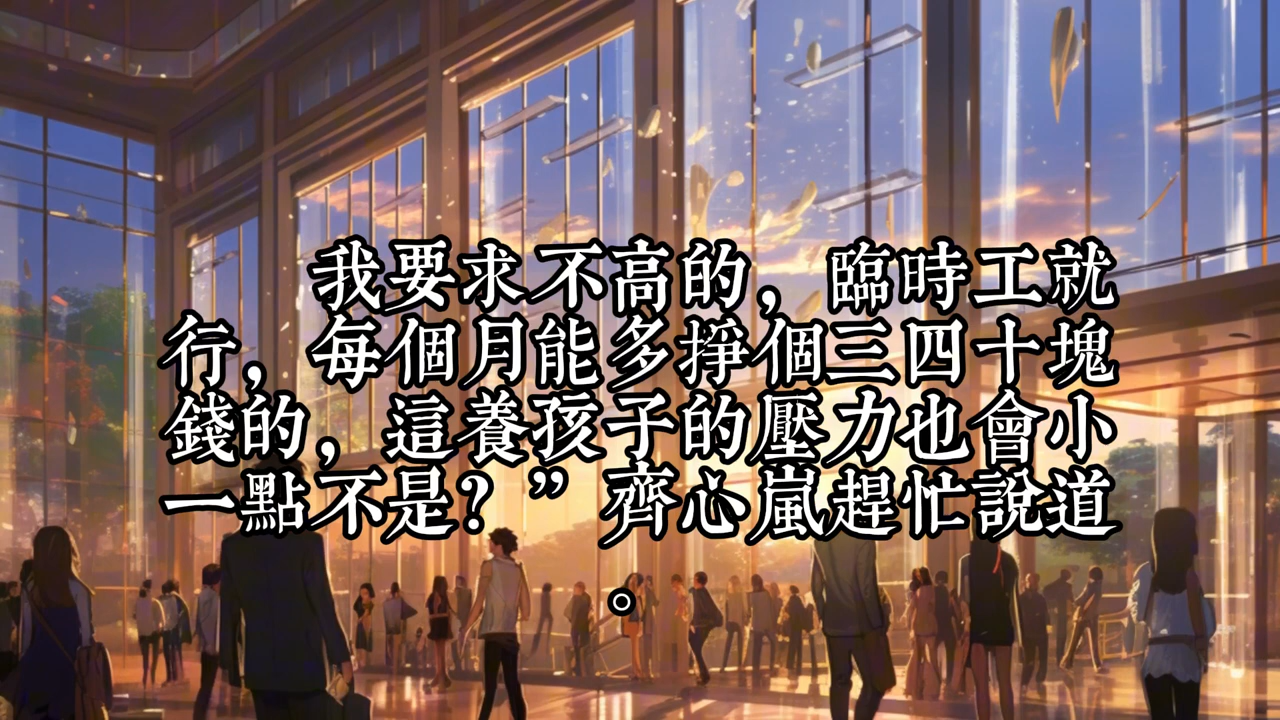 我要求不高的，臨時工就
行，每個月能多掙個三四十塊
錢的，這養孩子的壓力也會小
一點不是？”齊心嵐趕忙說道
。